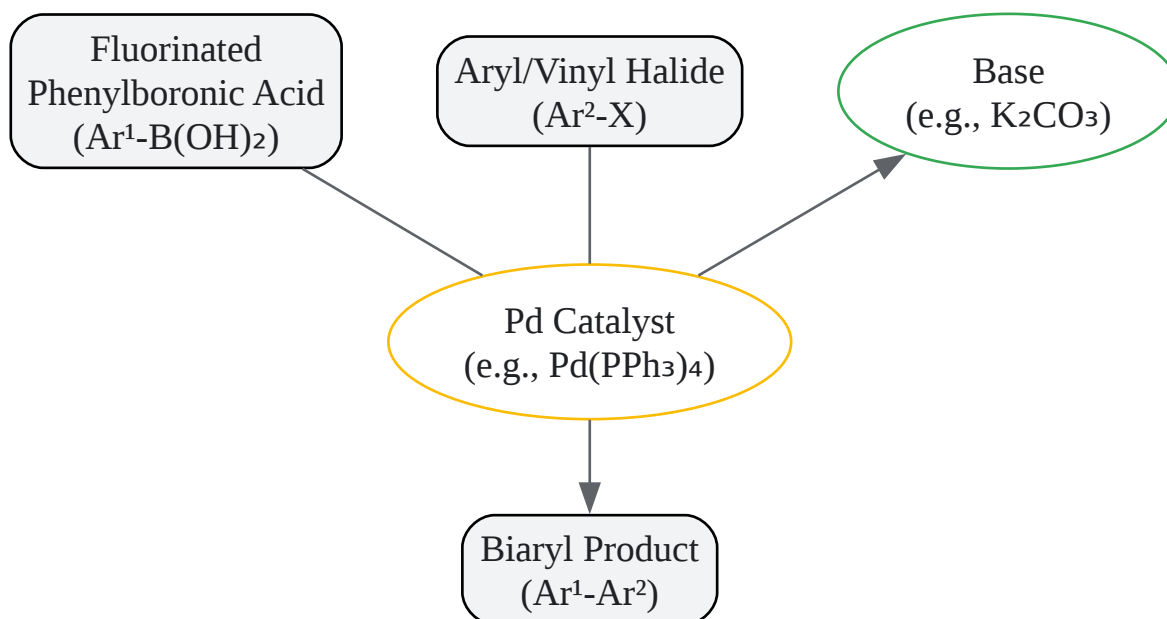 Fluorinated
Phenylboronic Acid
(Ar¹-B(OH)₂)
Aryl/Vinyl Halide
(Ar²-X)
Base
(e.g., K₂CO₃)
Pd Catalyst
(e.g., Pd(PPh₃)₄)
Biaryl Product
(Ar¹-Ar²)